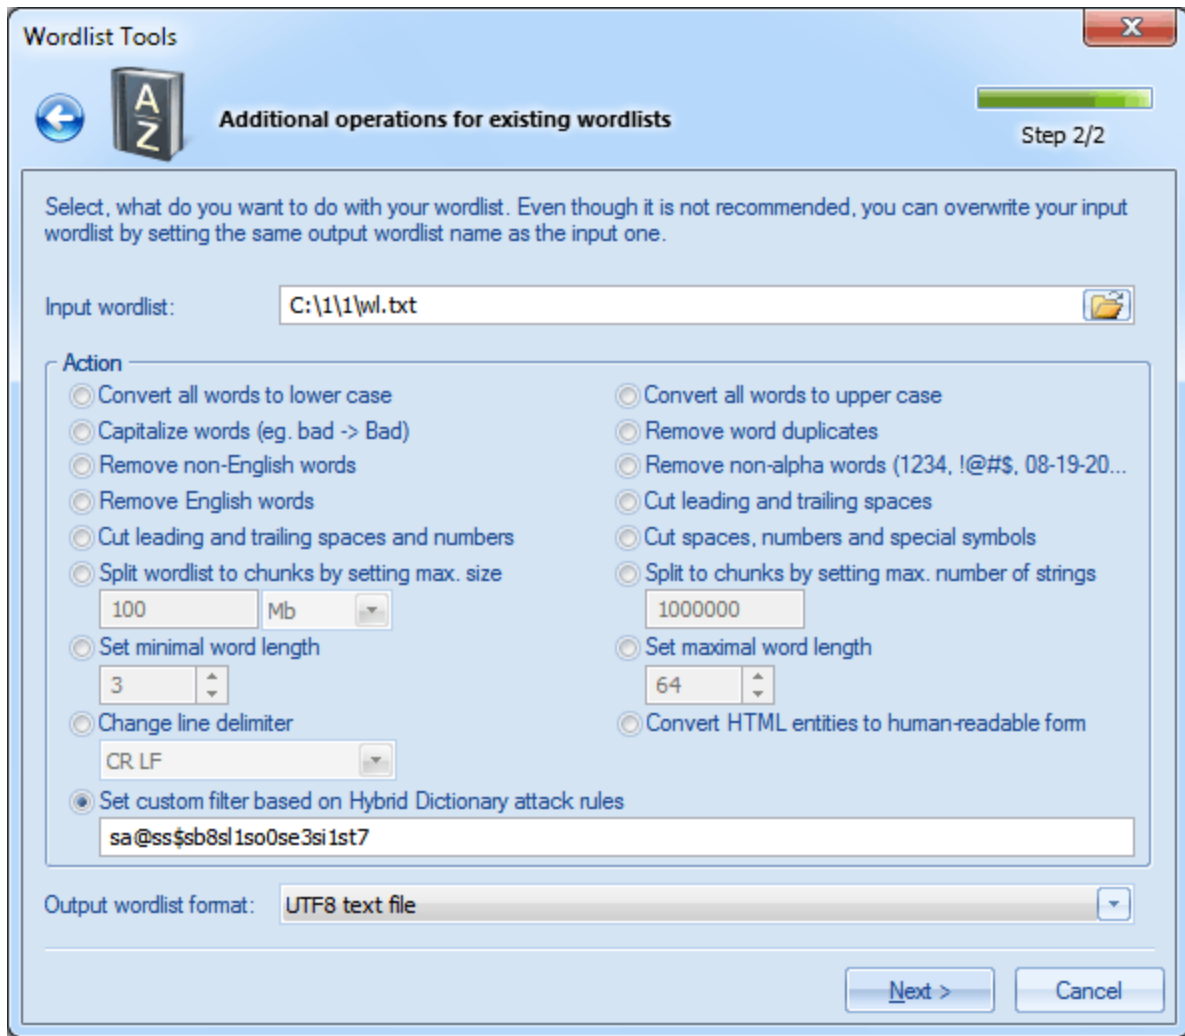 Wordlist Tools
A
Z
Additional operations for existing wordlists
Step 2/2
Select, what do you want to do with your wordlist. Even though it is not recommended, you can overwrite your input
wordlist by setting the same output wordlist name as the input one.
Input wordlist: C:\1\1\wl.txt
Action
Convert all words to lower case Convert all words to upper case
Capitalize words (eg. bad -> Bad) Remove word duplicates
Remove non-English words Remove non-alpha words (1234, !@#$, 08-19-20...
Remove English words Cut leading and trailing spaces
Cut leading and trailing spaces and numbers Cut spaces, numbers and special symbols
Split wordlist to chunks by setting max. size Split to chunks by setting max. number of strings
100 Mb 1000000
Set minimal word length Set maximal word length
3 64
Change line delimiter Convert HTML entities to human-readable form
CR LF
Set custom filter based on Hybrid Dictionary attack rules
sa@ss$sb8sl1so0se3si1st7
Output wordlist format: UTF8 text file
Next > Cancel